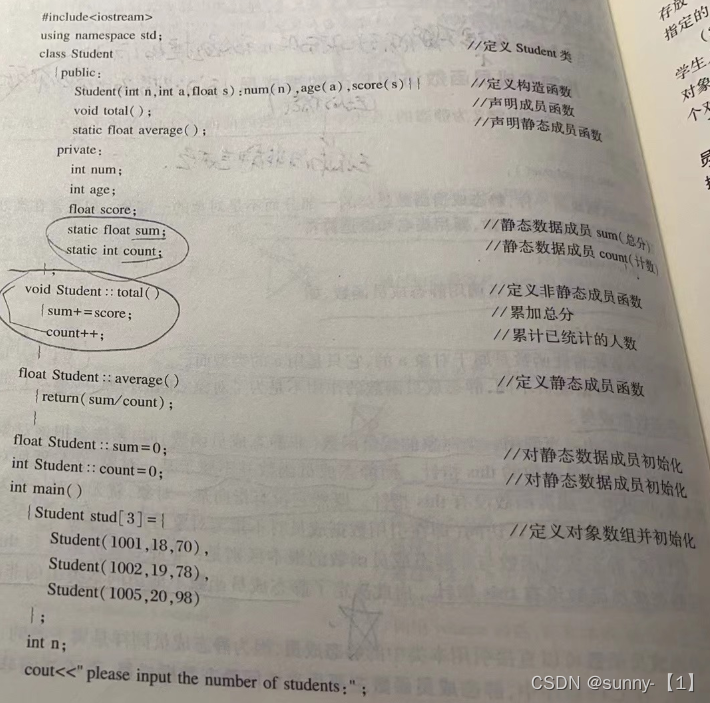 #include<iostream>
using namespace std;
class Student //定义 Student 类
{public:
Student(int n,int a,float s):num(n),age(a),score(s){} //定义构造函数
void total(); //声明成员函数
static float average(); //声明静态成员函数
private:
int num;
int age;
float score;
static float sum; //静态数据成员 sum(总分)
static int count; //静态数据成员 count(计数)
};
void Student::total() //定义非静态成员函数
{sum+=score; //累加总分
count++; //累计已统计的人数
}
float Student::average() //定义静态成员函数
{return(sum/count);
}
float Student::sum=0; //对静态数据成员初始化
int Student::count=0; //对静态数据成员初始化
int main()
{Student stud[3]={ //定义对象数组并初始化
Student(1001,18,70),
Student(1002,19,78),
Student(1005,20,98)
};
int n;
cout<<"please input the number of students:";
存放
指定的
学生
对象
个对
CSDN @sunny-【1】